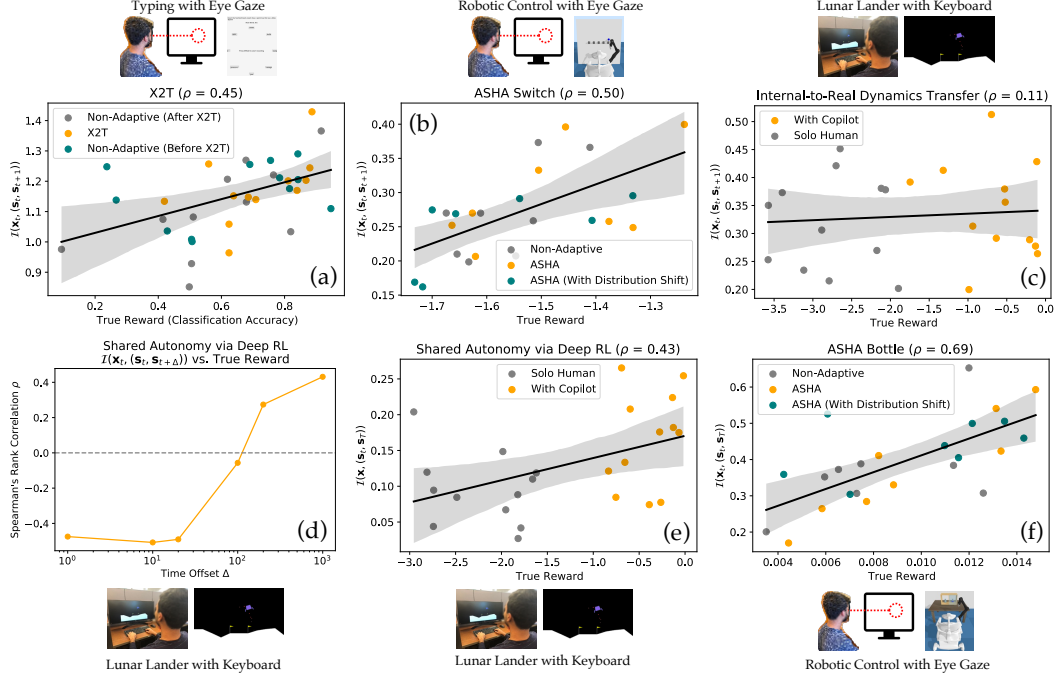 Typing with Eye Gaze
Robotic Control with Eye Gaze
Lunar Lander with Keyboard
X2T (ρ = 0.45)
I(x_t, (s_t, s_{t+1}))
1.4
1.3
1.2
1.1
1.0
0.9
Non-Adaptive (After X2T)
X2T
Non-Adaptive (Before X2T)
(a)
0.2
0.4
0.6
0.8
True Reward (Classification Accuracy)
ASHA Switch (ρ = 0.50)
I(x_t, (s_t, s_{t+1}))
0.40
0.35
0.30
0.25
0.20
0.15
(b)
Non-Adaptive
ASHA
ASHA (With Distribution Shift)
−1.7
−1.6
−1.5
−1.4
−1.3
True Reward
Internal-to-Real Dynamics Transfer (ρ = 0.11)
I(x_t, (s_t, s_{t+1}))
0.50
0.45
0.40
0.35
0.30
0.25
0.20
With Copilot
Solo Human
(c)
−3.5
−3.0
−2.5
−2.0
−1.5
−1.0
−0.5
0.0
True Reward
Shared Autonomy via Deep RL
I(x_t, (s_t, s_{t+Δ})) vs. True Reward
Spearman's Rank Correlation ρ
0.4
0.2
0.0
−0.2
−0.4
(d)
10⁰
10¹
10²
10³
Time Offset Δ
Shared Autonomy via Deep RL (ρ = 0.43)
I(x_t, (s_t, s_T))
0.25
0.20
0.15
0.10
0.05
Solo Human
With Copilot
(e)
−3.0
−2.5
−2.0
−1.5
−1.0
−0.5
0.0
True Reward
ASHA Bottle (ρ = 0.69)
I(x_t, (s_t, s_T))
0.6
0.5
0.4
0.3
0.2
Non-Adaptive
ASHA
ASHA (With Distribution Shift)
(f)
0.004
0.006
0.008
0.010
0.012
0.014
True Reward
Lunar Lander with Keyboard
Lunar Lander with Keyboard
Robotic Control with Eye Gaze